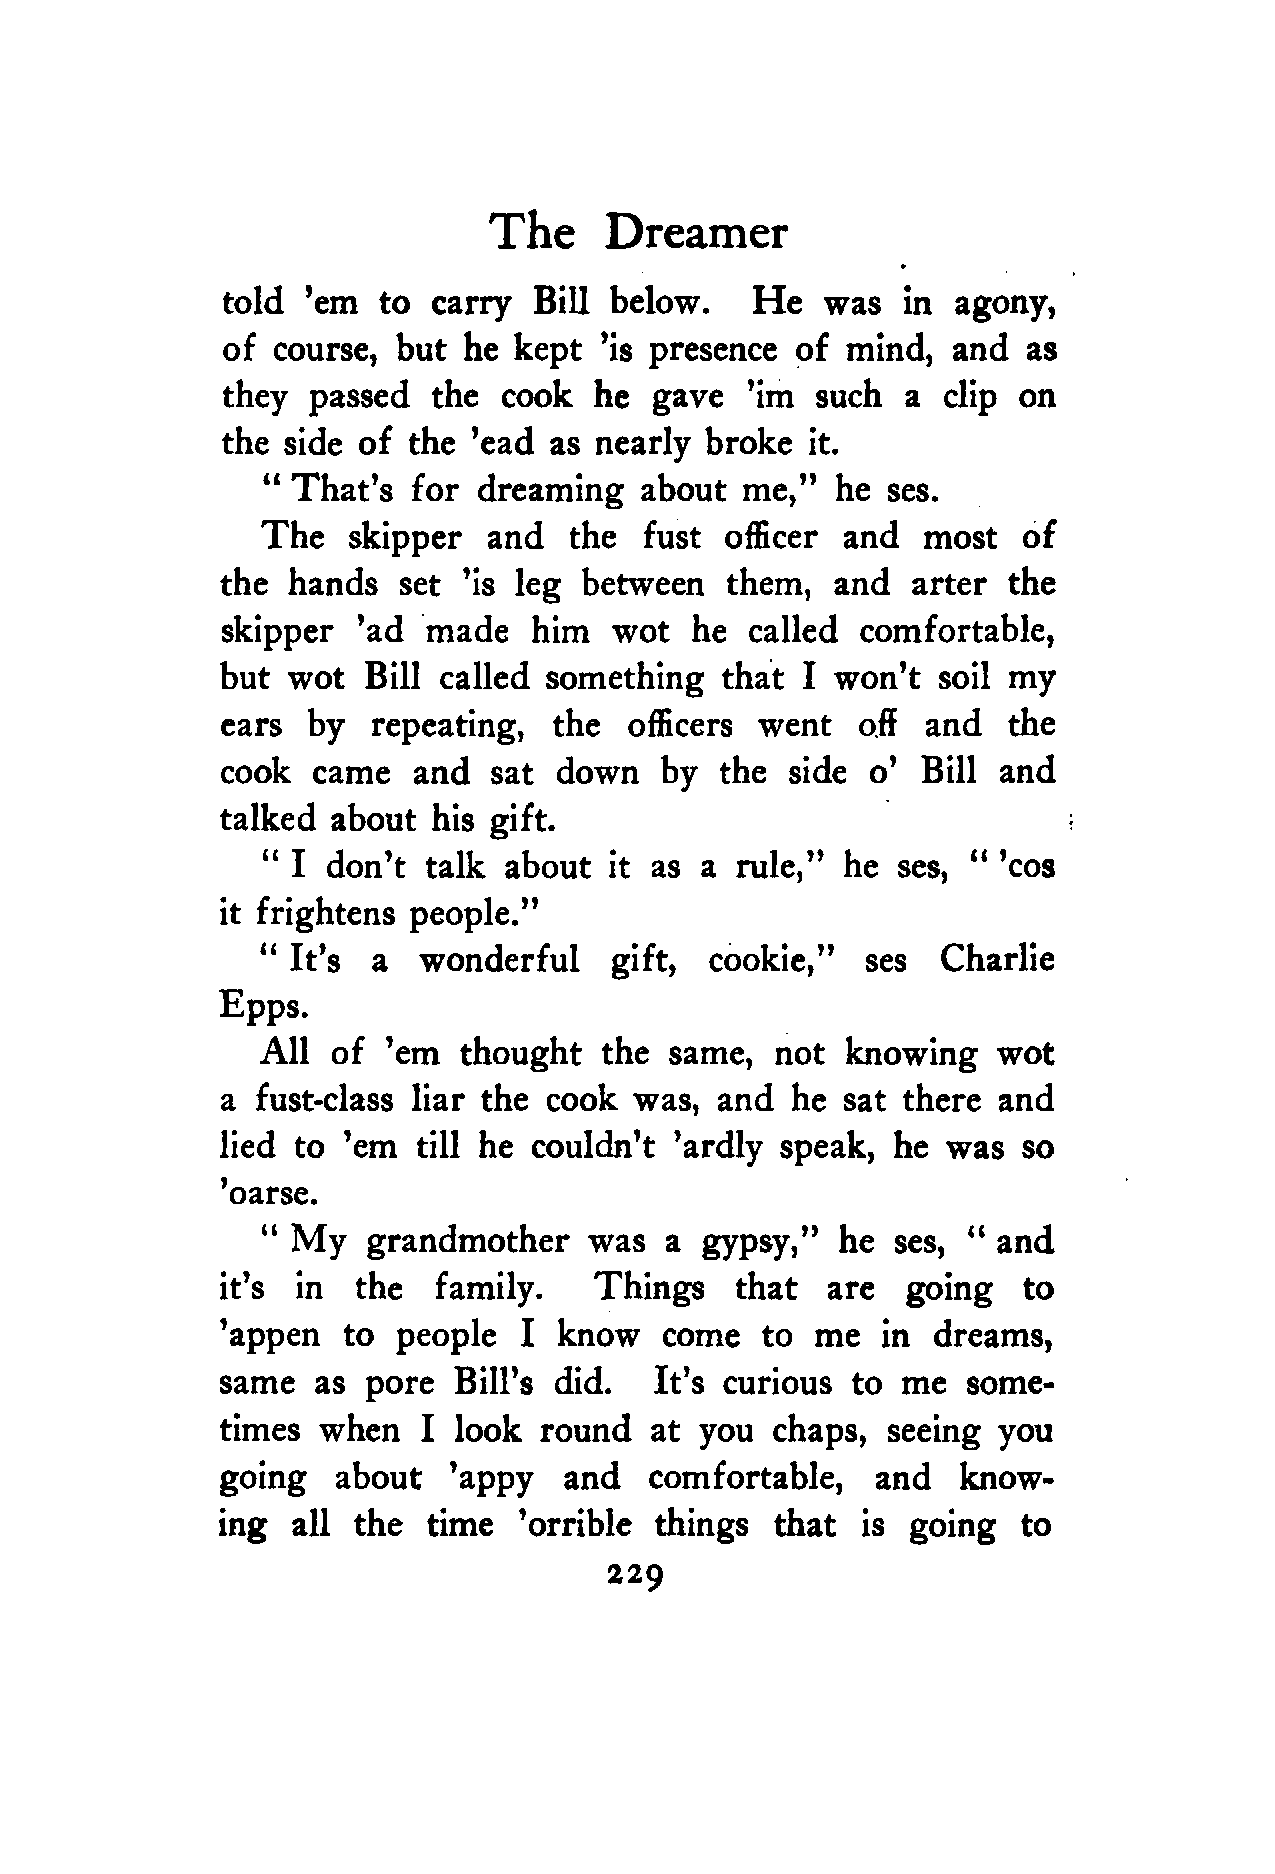 The Dreamer
told 'em to carry Bill below. He was in agony,
of course, but he kept 'is presence of mind, and as
they passed the cook he gave 'im such a clip on
the side of the 'ead as nearly broke it.
“ That's for dreaming about me,” he ses.
The skipper and the fust officer and most of
the hands set 'is leg between them, and arter the
skipper 'ad made him wot he called comfortable,
but wot Bill called something that I won't soil my
ears by repeating, the officers went off and the
cook came and sat down by the side o' Bill and
talked about his gift.
“ I don't talk about it as a rule,” he ses, “ 'cos
it frightens people.”
“ It's a wonderful gift, cookie,” ses Charlie
Epps.
All of 'em thought the same, not knowing wot
a fust-class liar the cook was, and he sat there and
lied to 'em till he couldn't 'ardly speak, he was so
'oarse.
“ My grandmother was a gypsy,” he ses, “ and
it's in the family. Things that are going to
'appen to people I know come to me in dreams,
same as pore Bill's did. It's curious to me some-
times when I look round at you chaps, seeing you
going about 'appy and comfortable, and know-
ing all the time 'orrible things that is going to
229